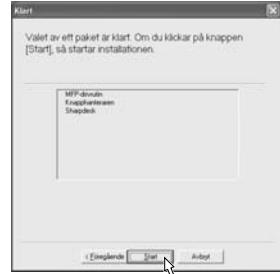 Klart
Valet av ett paket är klart. Om du klickar på knappen
[Start], så startar installationen.
MFP-drivrutin
Knapphanteraren
Sharpdesk
< Föregående
Start
Avbryt